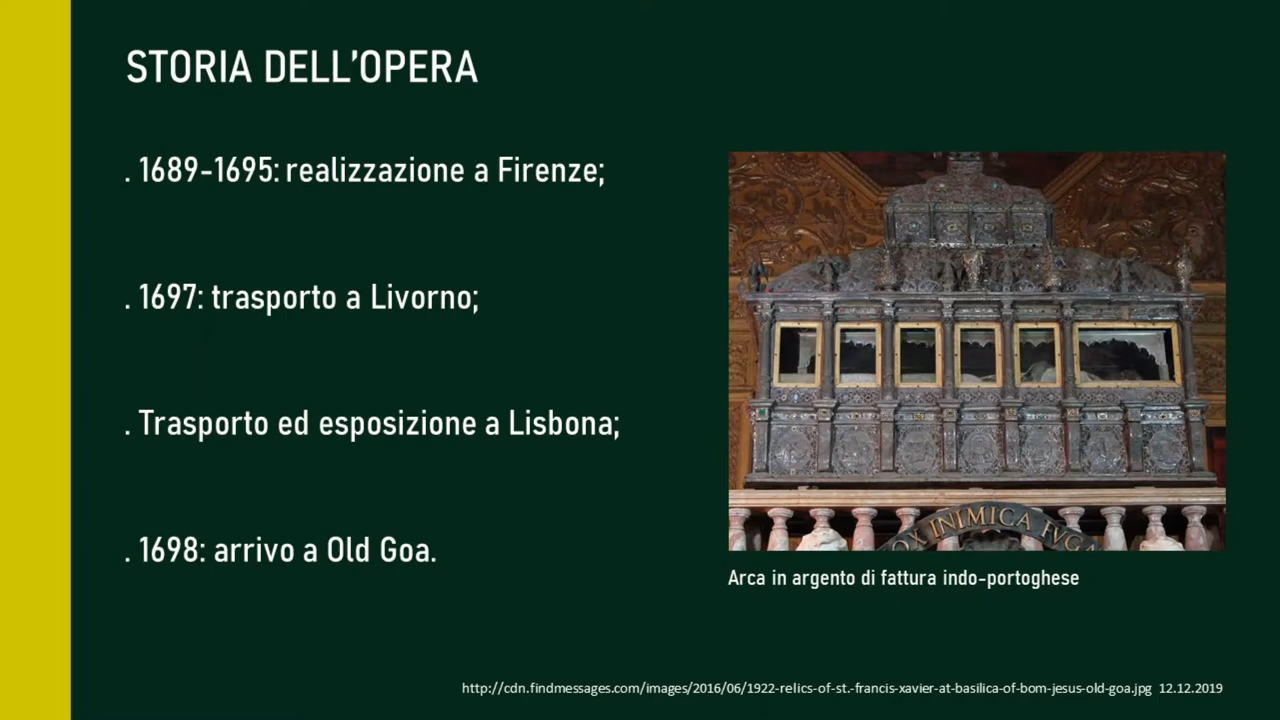 STORIA DELL'OPERA
. 1689-1695: realizzazione a Firenze;
. 1697: trasporto a Livorno;
. Trasporto ed esposizione a Lisbona;
. 1698: arrivo a Old Goa.
OX INIMICA FVGA
Arca in argento di fattura indo-portoghese
http://cdn.findmessages.com/images/2016/06/1922-relics-of-st.-francis-xavier-at-basilica-of-bom-jesus-old-goa.jpg 12.12.2019